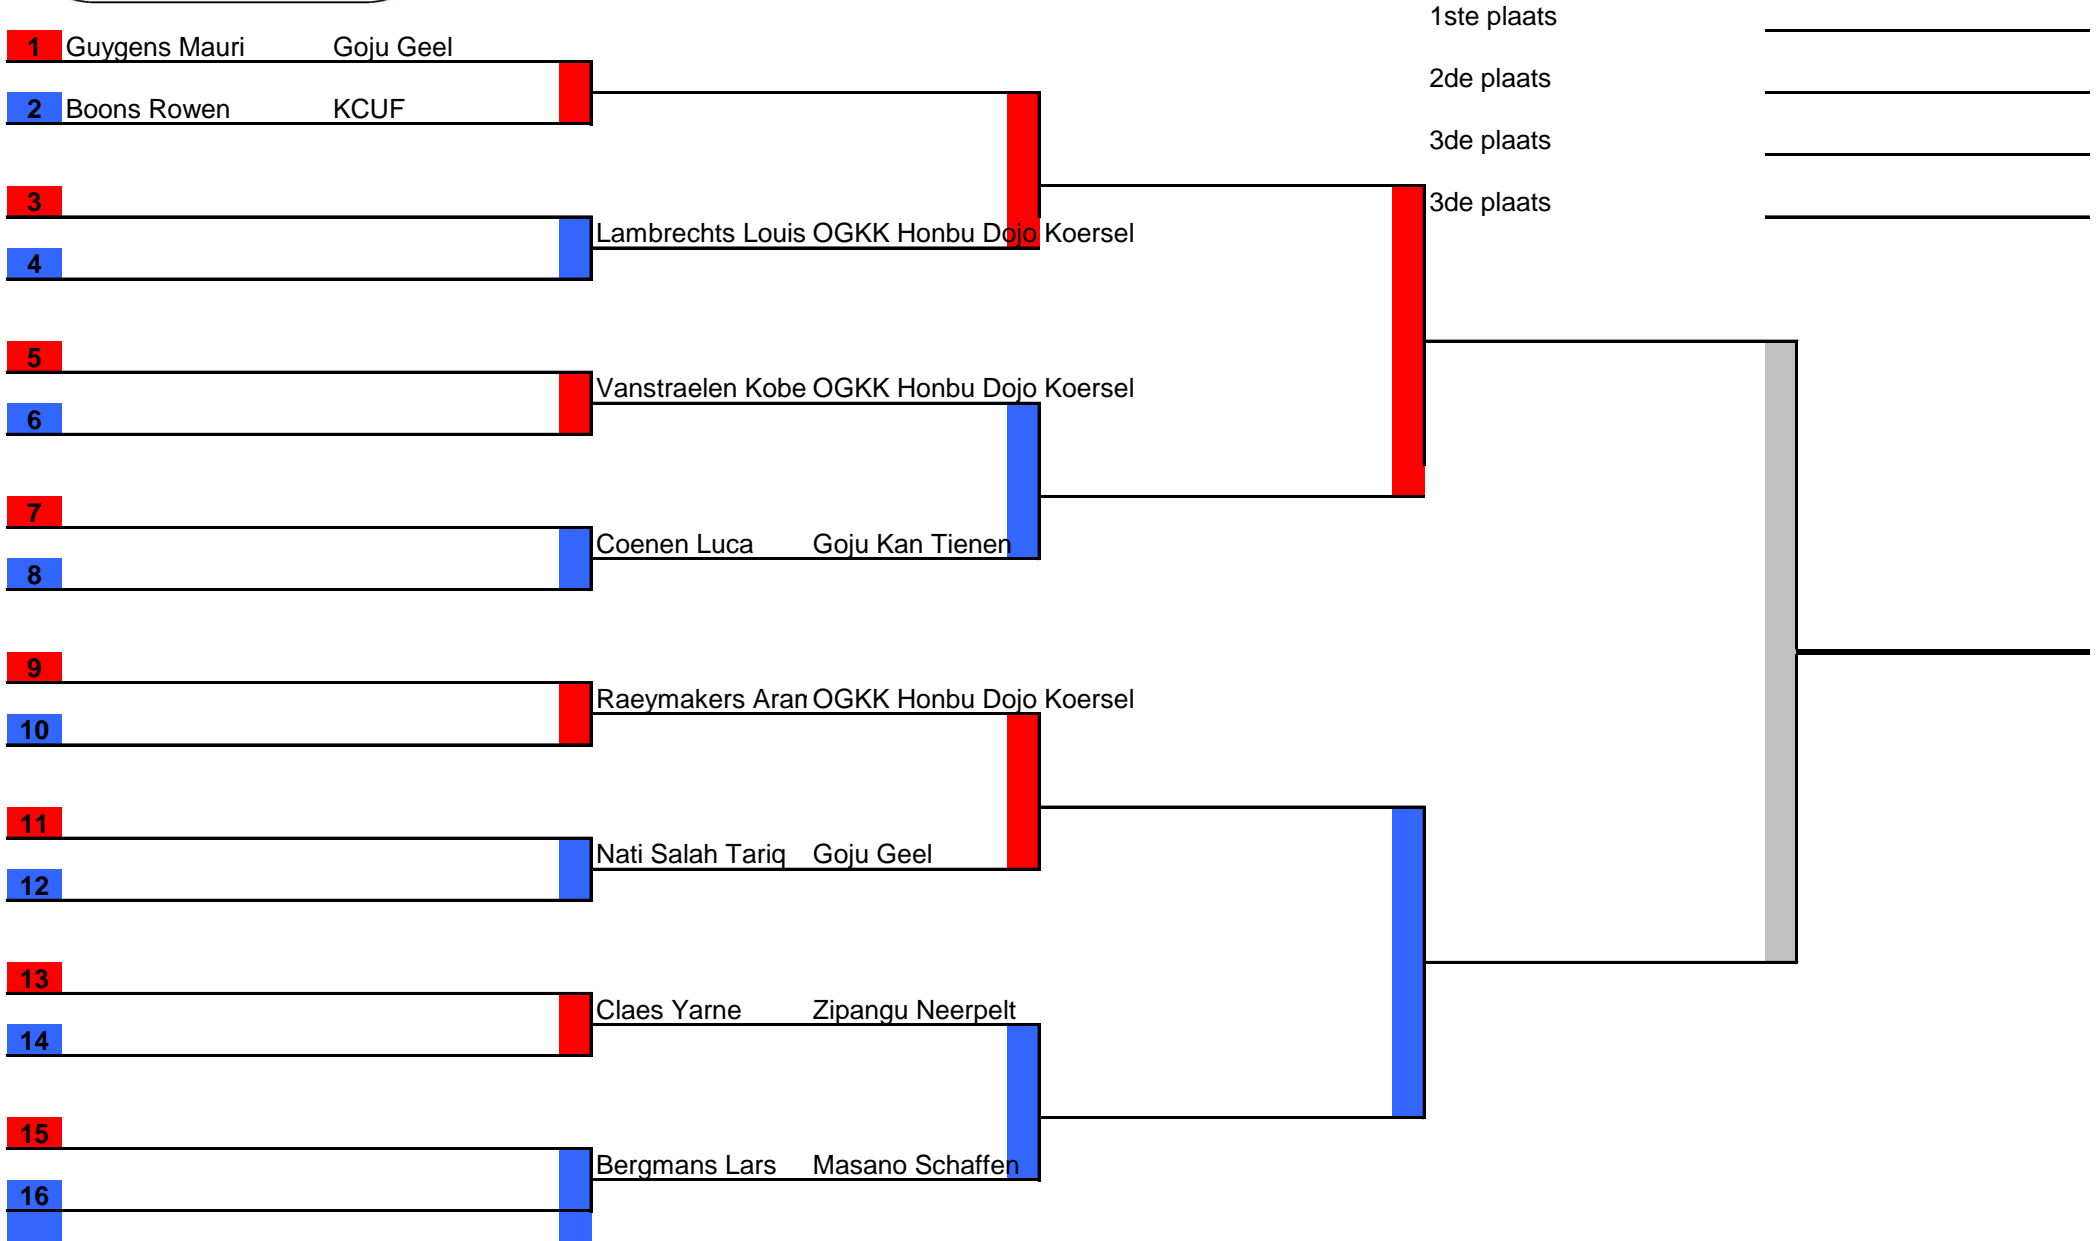 1ste plaats
1 Guygens Mauri Goju Geel
2de plaats
2 Boons Rowen KCUF
3de plaats
3
3de plaats
Lambrechts Louis OGKK Honbu Dojo Koersel
4
5
Vanstraelen Kobe OGKK Honbu Dojo Koersel
6
7
Coenen Luca Goju Kan Tienen
8
9
Raeymakers OGKK Honbu Dojo Koersel
10
11
Nati Salah Tariq Goju Geel
12
13
Claes Yarne Zipangu Neerpelt
14
15
Bergmans Lars Masano Schaffen
16